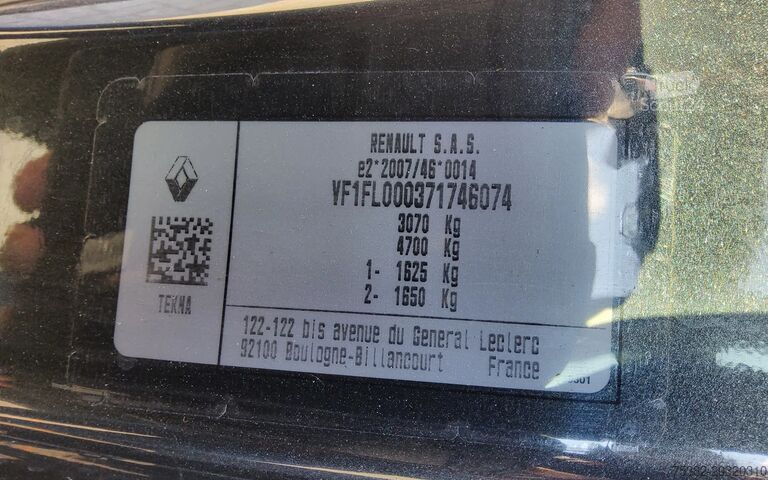 RENAULT S.A.S.
e2*2007/46*0014
VF1FL000371746074
3070 Kg
4700 Kg
1- 1625 Kg
2- 1650 Kg
TEKNA
122-122 bis avenue du General Leclerc
92100 Boulogne-Billancourt France